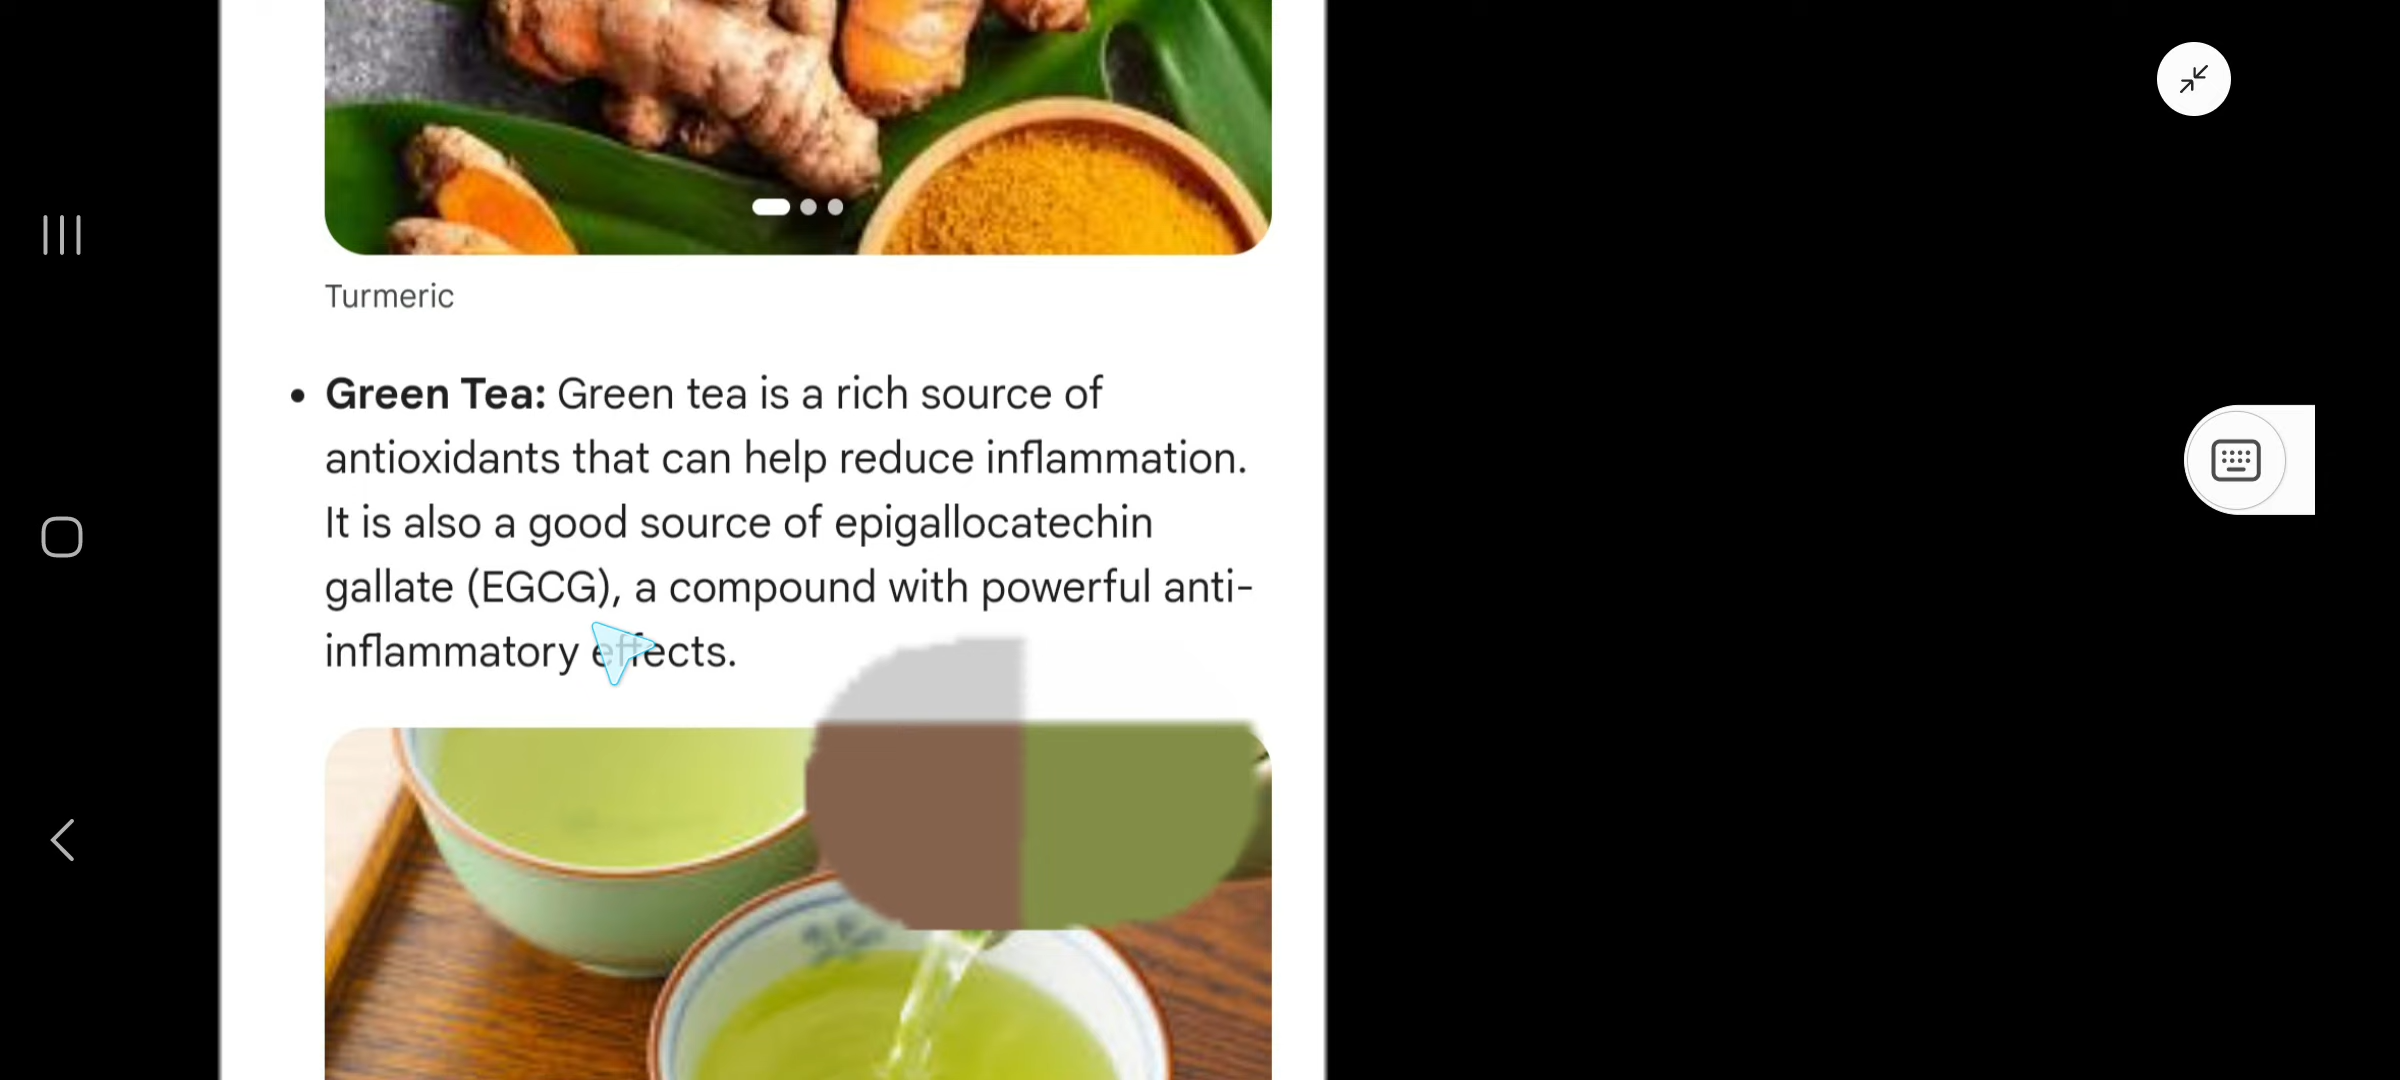 Turmeric
• Green Tea: Green tea is a rich source of
antioxidants that can help reduce inflammation.
It is also a good source of epigallocatechin
gallate (EGCG), a compound with powerful anti-
inflammatory effects.